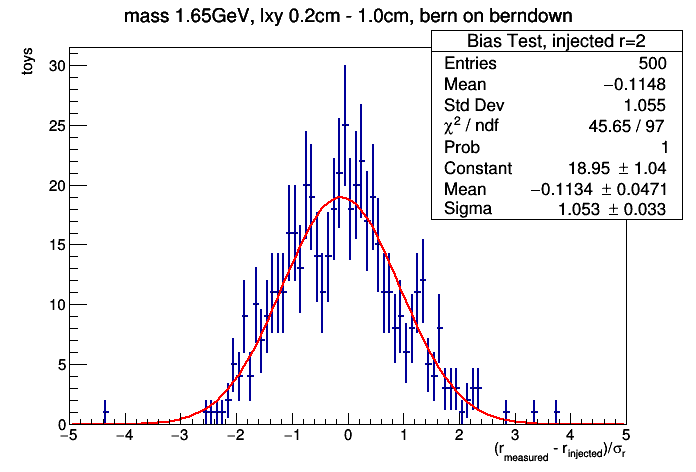 mass 1.65GeV, lxy 0.2cm - 1.0cm, bern on berndown
toys
Bias Test, injected r=2
Entries 500
Mean −0.1148
Std Dev 1.055
χ² / ndf 45.65 / 97
Prob 1
Constant 18.95 ± 1.04
Mean −0.1134 ± 0.0471
Sigma 1.053 ± 0.033
30
25
20
15
10
5
0
−5 −4 −3 −2 −1 0 1 2 3 4 5
(r_measured - r_injected)/σ_r